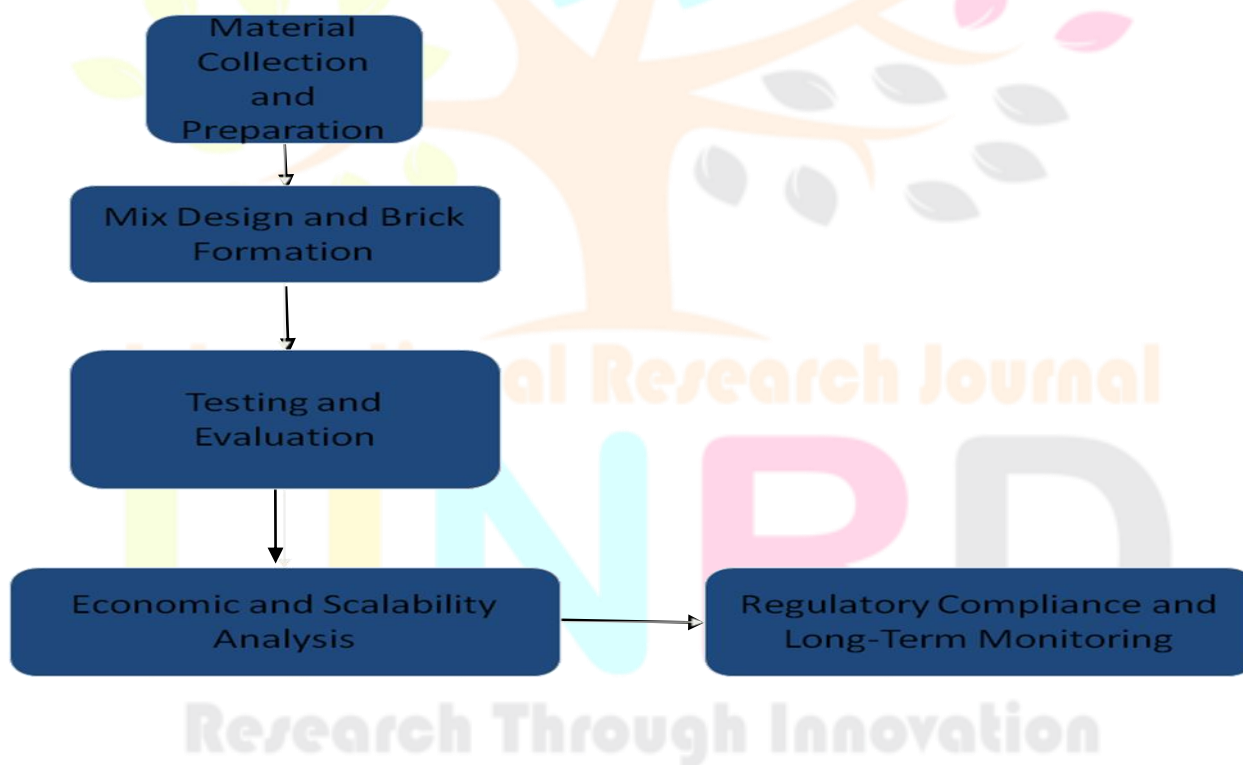 Material
Collection
and
Preparation
Mix Design and Brick
Formation
Testing and
Evaluation
al Research Journal
Economic and Scalability
Analysis
Regulatory Compliance and
Long-Term Monitoring
Research Through Innovation